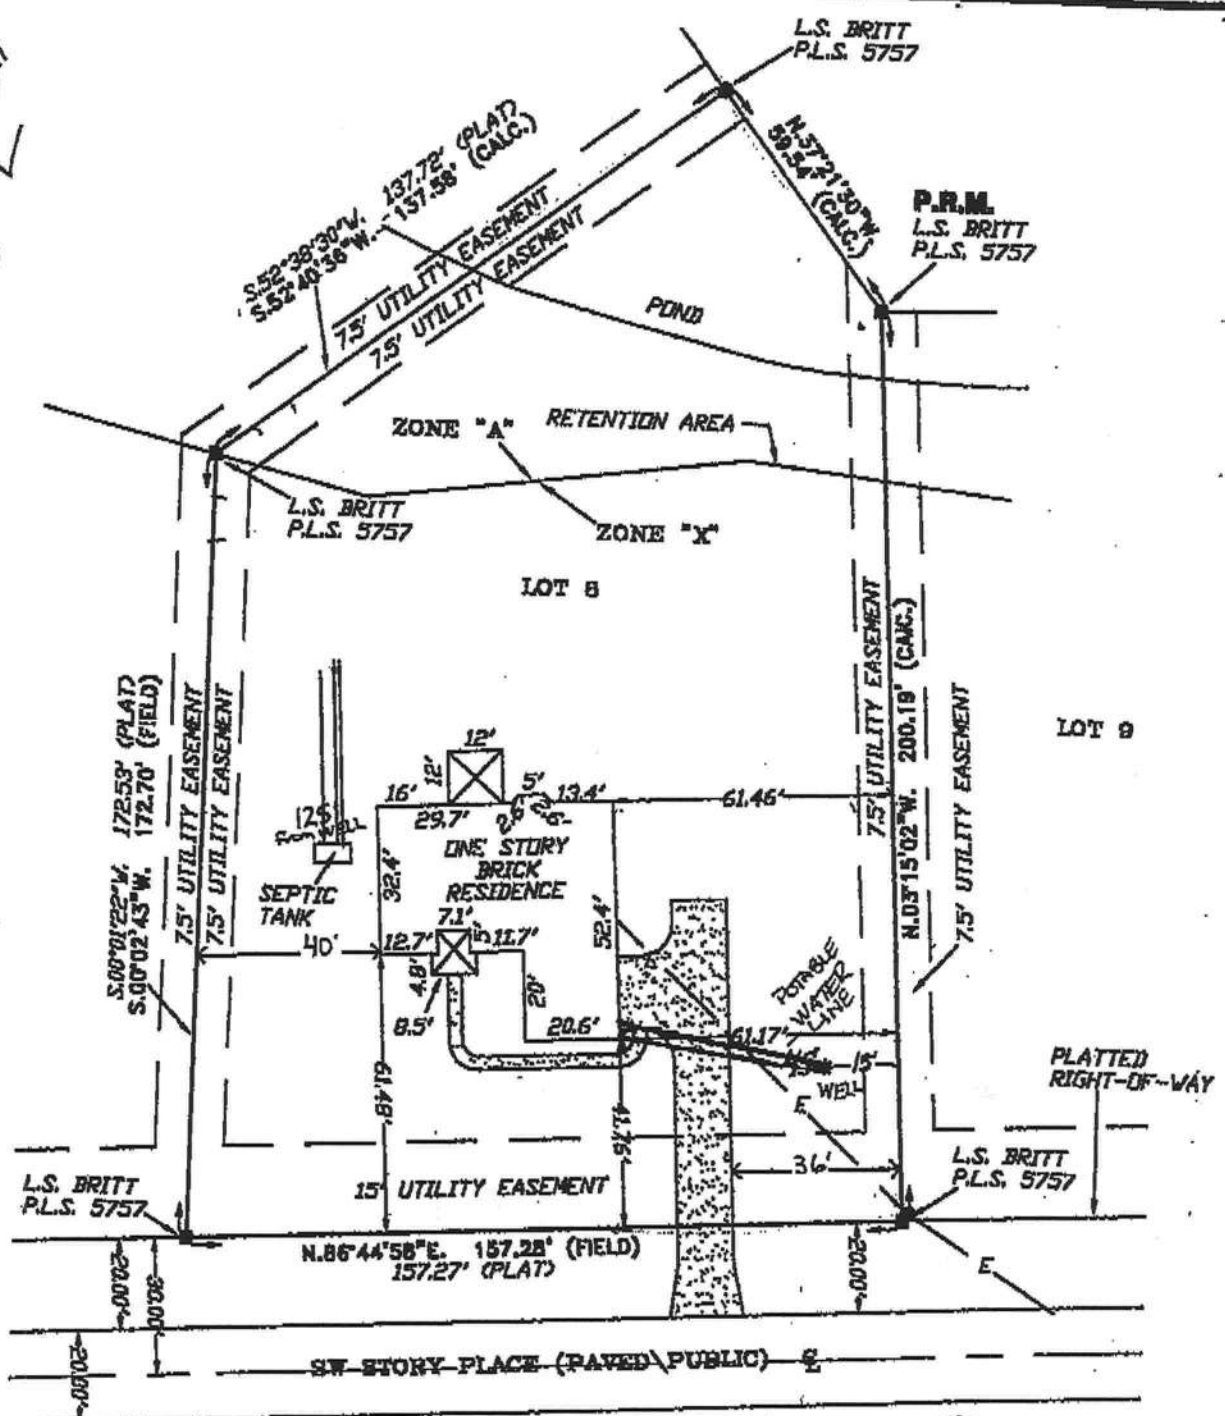 L.S. BRITT
P.L.S. 5757
S.52°38'30"W. 137.72' (PLAT)
S.52°40'36"W. 137.58' (CALC.)
N.37°21'30"W.
59.54' (CALC.)
P.R.M.
L.S. BRITT
P.L.S. 5757
7.5' UTILITY EASEMENT
7.5' UTILITY EASEMENT
POND
ZONE "A"
RETENTION AREA
L.S. BRITT
P.L.S. 5757
ZONE "X"
LOT 8
LOT 9
S.00°01'22"W. 172.53' (PLAT)
S.00°02'43"W. 172.70' (FIELD)
7.5' UTILITY EASEMENT
7.5' UTILITY EASEMENT
7.5' UTILITY EASEMENT
N.03°15'02"W. 200.19' (CALC.)
7.5' UTILITY EASEMENT
12'
12'
16'
5'
13.4'
61.46'
29.7'
ONE STORY
BRICK
RESIDENCE
32.4'
125
FROM WELL
SEPTIC
TANK
7.1'
40'
12.7'
5'
11.7'
52.4'
4.8'
8.5'
20'
20.6'
POTABLE
WATER
LINE
61.17'
15'
WELL
61.48'
41.75'
E
36'
PLATTED
RIGHT-OF-WAY
L.S. BRITT
P.L.S. 5757
15' UTILITY EASEMENT
L.S. BRITT
P.L.S. 5757
N.86°44'58"E. 157.28' (FIELD)
157.27' (PLAT)
20.00'
30.00'
20.00'
E
20.00'
SW STORY PLACE (PAVED\PUBLIC) ℄